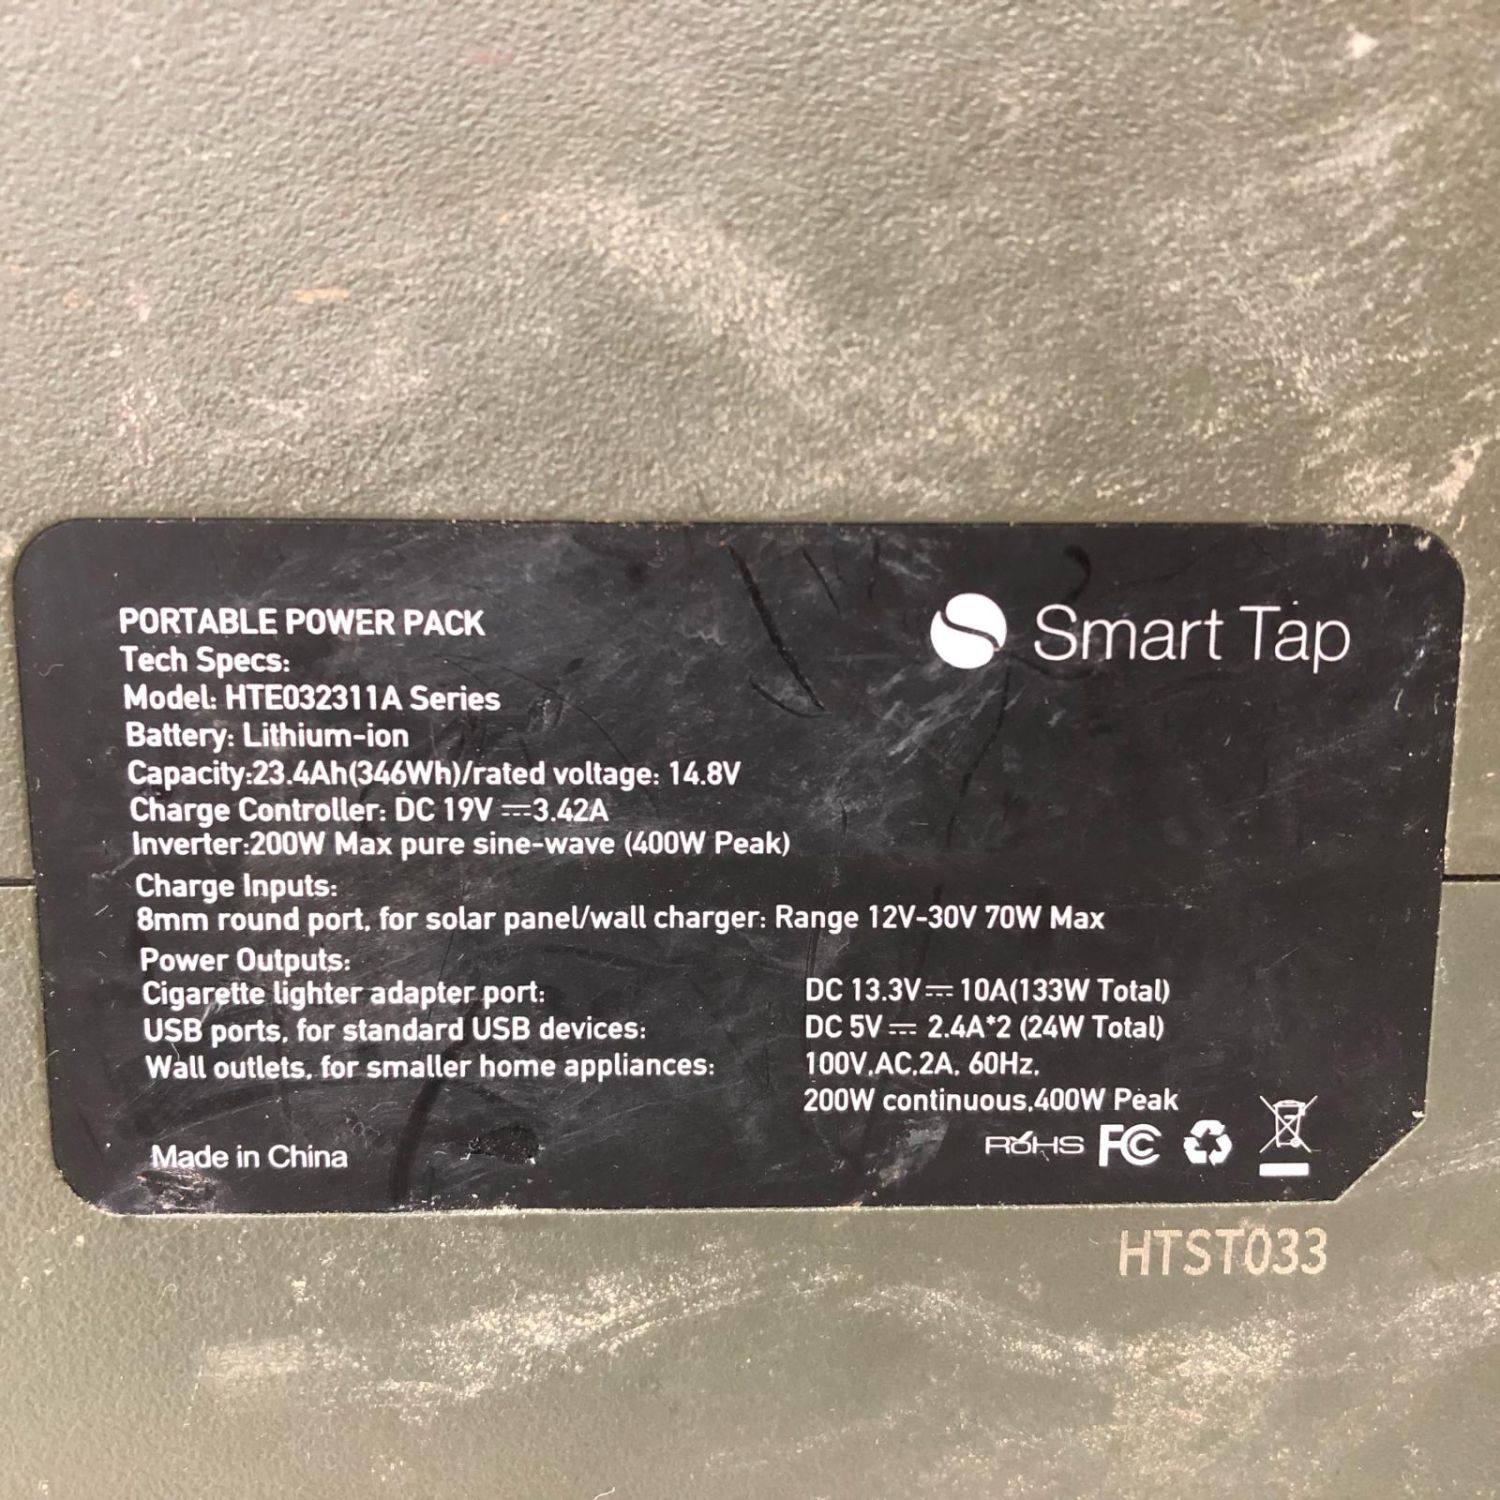 Smart Tap
PORTABLE POWER PACK
Tech Specs:
Model: HTE032311A Series
Battery: Lithium-ion
Capacity:23.4Ah(346Wh)/rated voltage: 14.8V
Charge Controller: DC 19V ⎓3.42A
Inverter:200W Max pure sine-wave (400W Peak)
Charge Inputs:
8mm round port, for solar panel/wall charger: Range 12V-30V 70W Max
Power Outputs:
Cigarette lighter adapter port: DC 13.3V⎓ 10A(133W Total)
USB ports, for standard USB devices: DC 5V⎓ 2.4A*2 (24W Total)
Wall outlets, for smaller home appliances: 100V,AC,2A, 60Hz,
200W continuous,400W Peak
Made in China
RoHS FC
HTST033